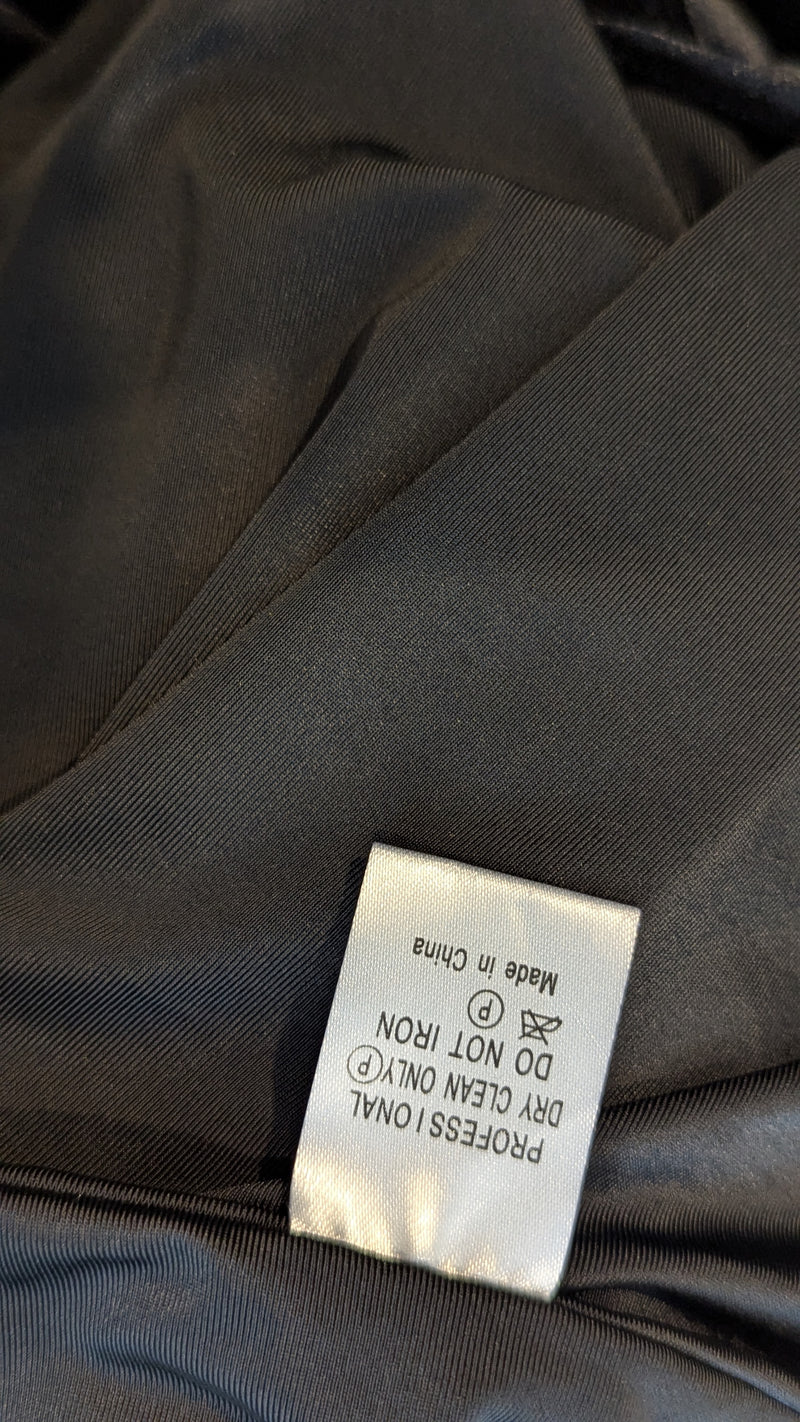 PROFESSIONAL
DRY CLEAN ONLY Ⓟ
DO NOT IRON
Ⓟ
Made in China